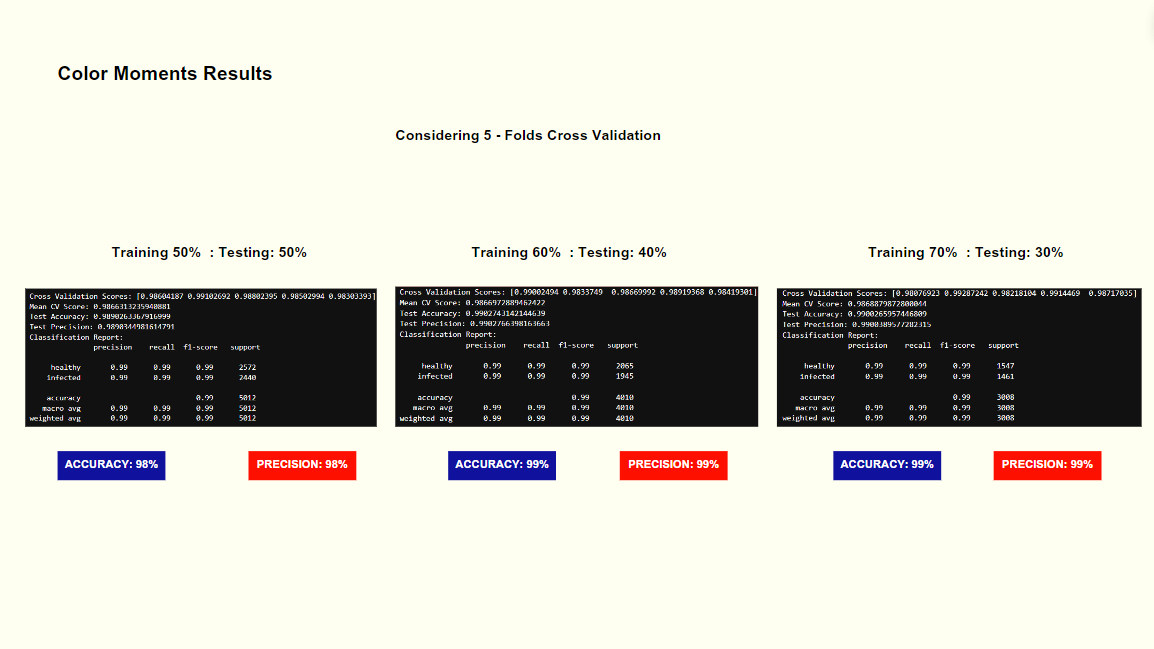 Color Moments Results
Considering 5 - Folds Cross Validation
Training 50%  : Testing: 50%
Cross Validation Scores: [0.98604187 0.99102692 0.98802395 0.98502994 0.98303393]
Mean CV Score: 0.9866313235940881
Test Accuracy: 0.9890263367916999
Test Precision: 0.9890344981614791
Classification Report:
precision recall f1-score support
healthy 0.99 0.99 0.99 2572
infected 0.99 0.99 0.99 2440
accuracy 0.99 5012
macro avg 0.99 0.99 0.99 5012
weighted avg 0.99 0.99 0.99 5012
ACCURACY: 98%
PRECISION: 98%
Training 60%  : Testing: 40%
Cross Validation Scores: [0.99002494 0.9833749  0.98669992 0.98919368 0.98419301]
Mean CV Score: 0.9866972889462422
Test Accuracy: 0.9902743142144639
Test Precision: 0.9902766398163663
Classification Report:
precision recall f1-score support
healthy 0.99 0.99 0.99 2065
infected 0.99 0.99 0.99 1945
accuracy 0.99 4010
macro avg 0.99 0.99 0.99 4010
weighted avg 0.99 0.99 0.99 4010
ACCURACY: 99%
PRECISION: 99%
Training 70%  : Testing: 30%
Cross Validation Scores: [0.98076923 0.99287242 0.98218104 0.9914469  0.98717035]
Mean CV Score: 0.9868879872800044
Test Accuracy: 0.9900265957446809
Test Precision: 0.9900389577282315
Classification Report:
precision recall f1-score support
healthy 0.99 0.99 0.99 1547
infected 0.99 0.99 0.99 1461
accuracy 0.99 3008
macro avg 0.99 0.99 0.99 3008
weighted avg 0.99 0.99 0.99 3008
ACCURACY: 99%
PRECISION: 99%